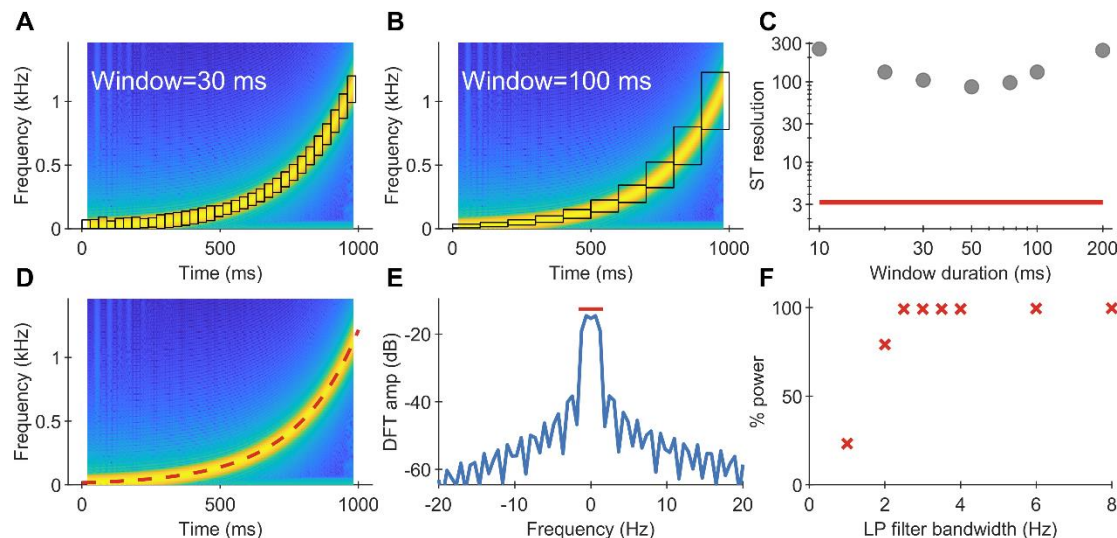 A
B
C
Frequency (kHz)
1
0.5
0
Window=30 ms
0
500
1000
Time (ms)
Frequency (kHz)
1
0.5
0
Window=100 ms
0
500
1000
Time (ms)
ST resolution
300
100
30
10
3
10
30
50
100
200
Window duration (ms)
D
E
F
Frequency (kHz)
1
0.5
0
0
500
1000
Time (ms)
DFT amp (dB)
-20
-40
-60
-20
-10
0
10
20
Frequency (Hz)
% power
100
50
0
0
2
4
6
8
LP filter bandwidth (Hz)